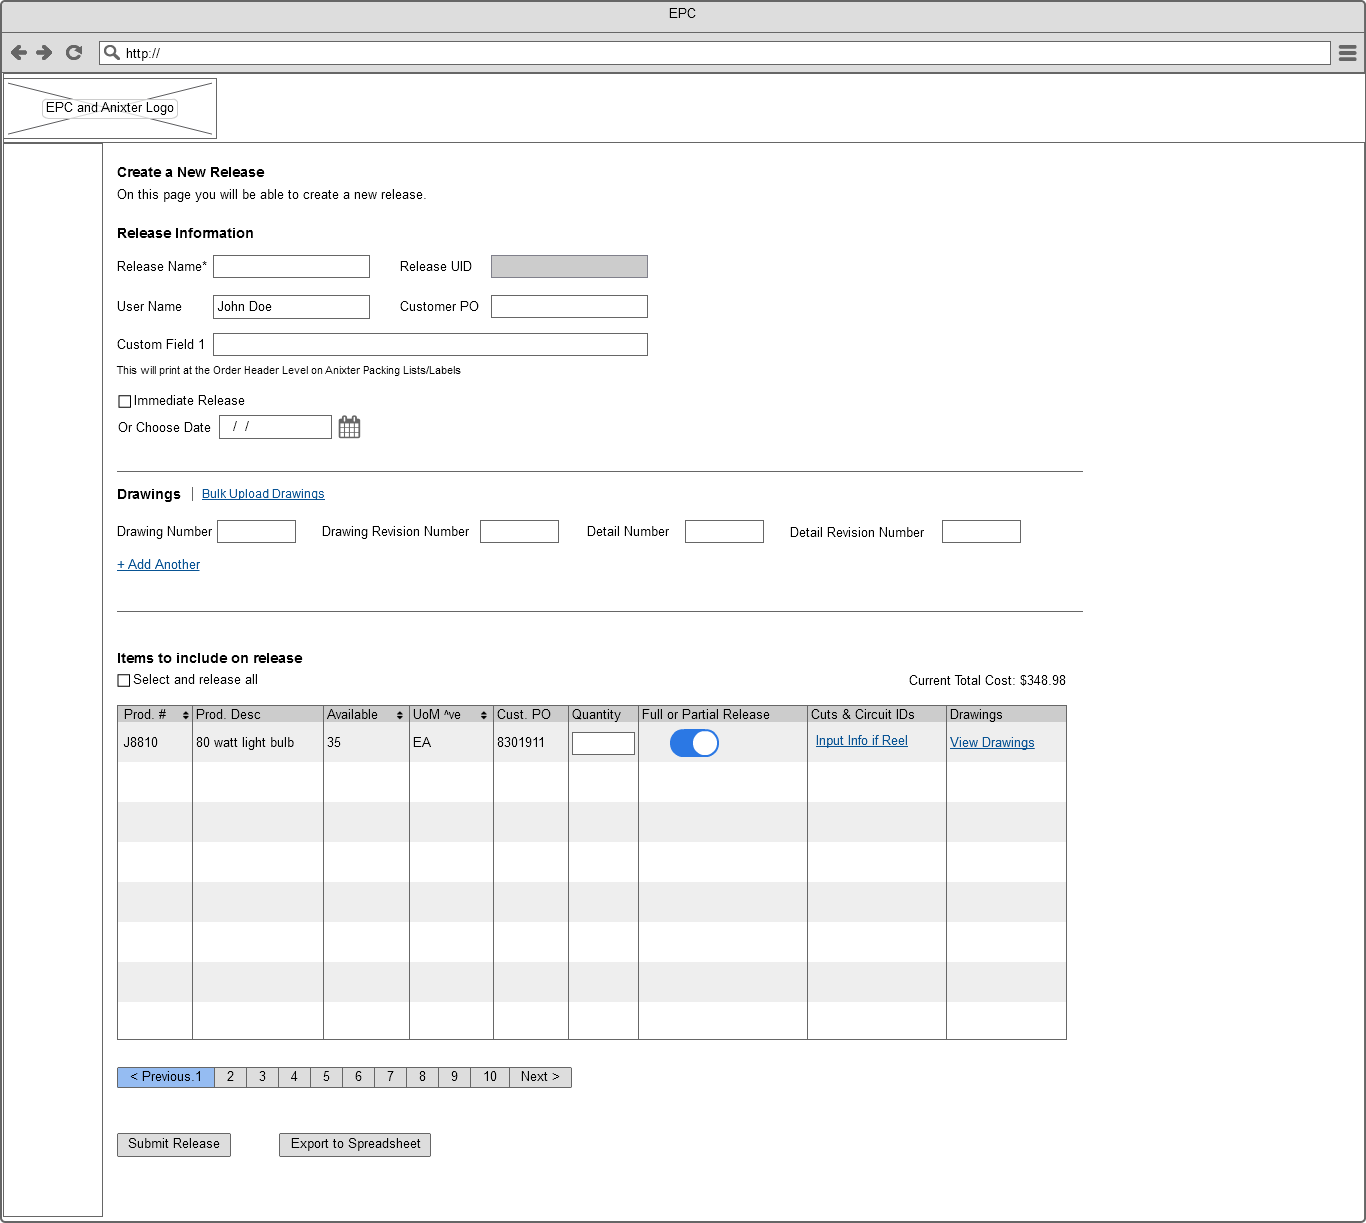 EPC
http://
EPC and Anixter Logo
Create a New Release
On this page you will be able to create a new release.
Release Information
Release Name* Release UID
User Name John Doe Customer PO
Custom Field 1
This will print at the Order Header Level on Anixter Packing Lists/Labels
Immediate Release
Or Choose Date / /
Drawings | Bulk Upload Drawings
Drawing Number Drawing Revision Number Detail Number Detail Revision Number
+ Add Another
Items to include on release
Select and release all Current Total Cost: $348.98
Prod. # Prod. Desc Available UoM ^ve Cust. PO Quantity Full or Partial Release Cuts & Circuit IDs Drawings
J8810 80 watt light bulb 35 EA 8301911 Input Info if Reel View Drawings
< Previous.1 2 3 4 5 6 7 8 9 10 Next >
Submit Release Export to Spreadsheet